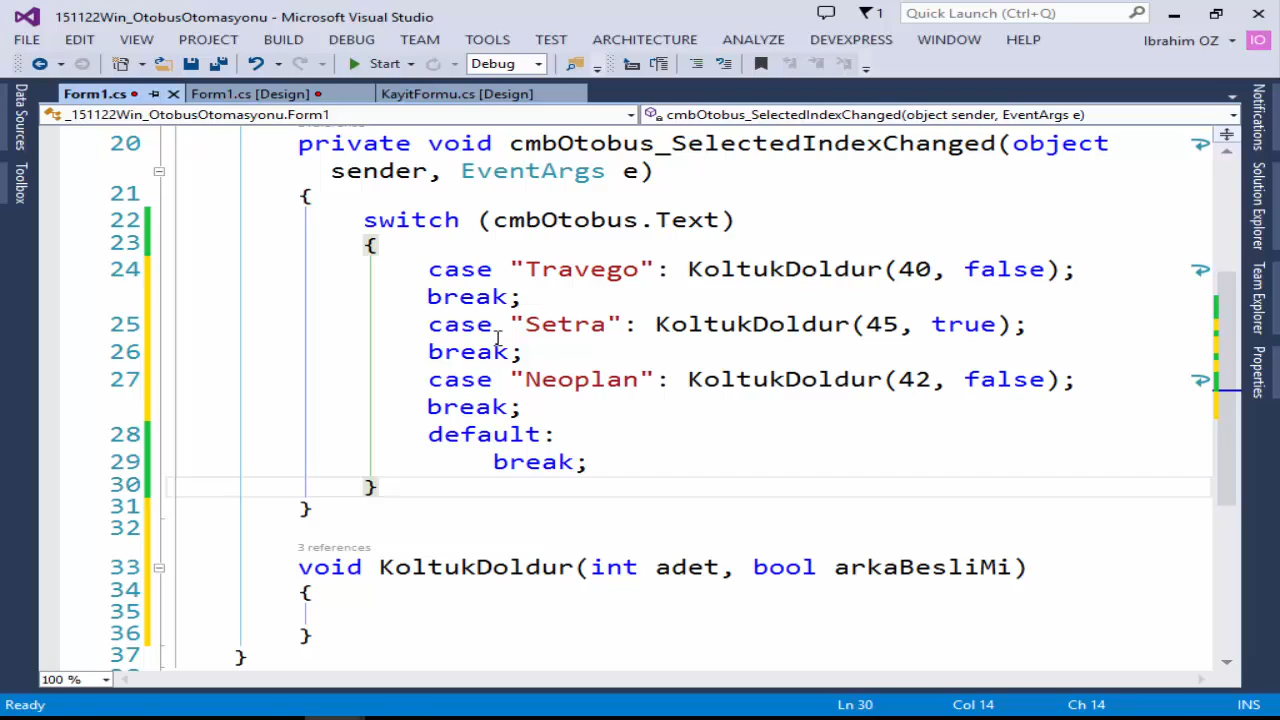 151122Win_OtobusOtomasyonu - Microsoft Visual Studio
1
Quick Launch (Ctrl+Q)
FILE EDIT VIEW PROJECT BUILD DEBUG TEAM TOOLS TEST ARCHITECTURE ANALYZE DEVEXPRESS WINDOW HELP
Ibrahim OZ
IO
Start
Debug
Form1.cs
Form1.cs [Design]
KayitFormu.cs [Design]
_151122Win_OtobusOtomasyonu.Form1
cmbOtobus_SelectedIndexChanged(object sender, EventArgs e)
Data Sources
Toolbox
Notifications
Solution Explorer
Team Explorer
Properties
20 private void cmbOtobus_SelectedIndexChanged(object
sender, EventArgs e)
21 {
22 switch (cmbOtobus.Text)
23 {
24 case "Travego": KoltukDoldur(40, false);
break;
25 case "Setra": KoltukDoldur(45, true);
26 break;
27 case "Neoplan": KoltukDoldur(42, false);
break;
28 default:
29 break;
30 }
31 }
32
3 references
33 void KoltukDoldur(int adet, bool arkaBesliMi)
34 {
35
36 }
37 }
100 %
Ready
Ln 30
Col 14
Ch 14
INS